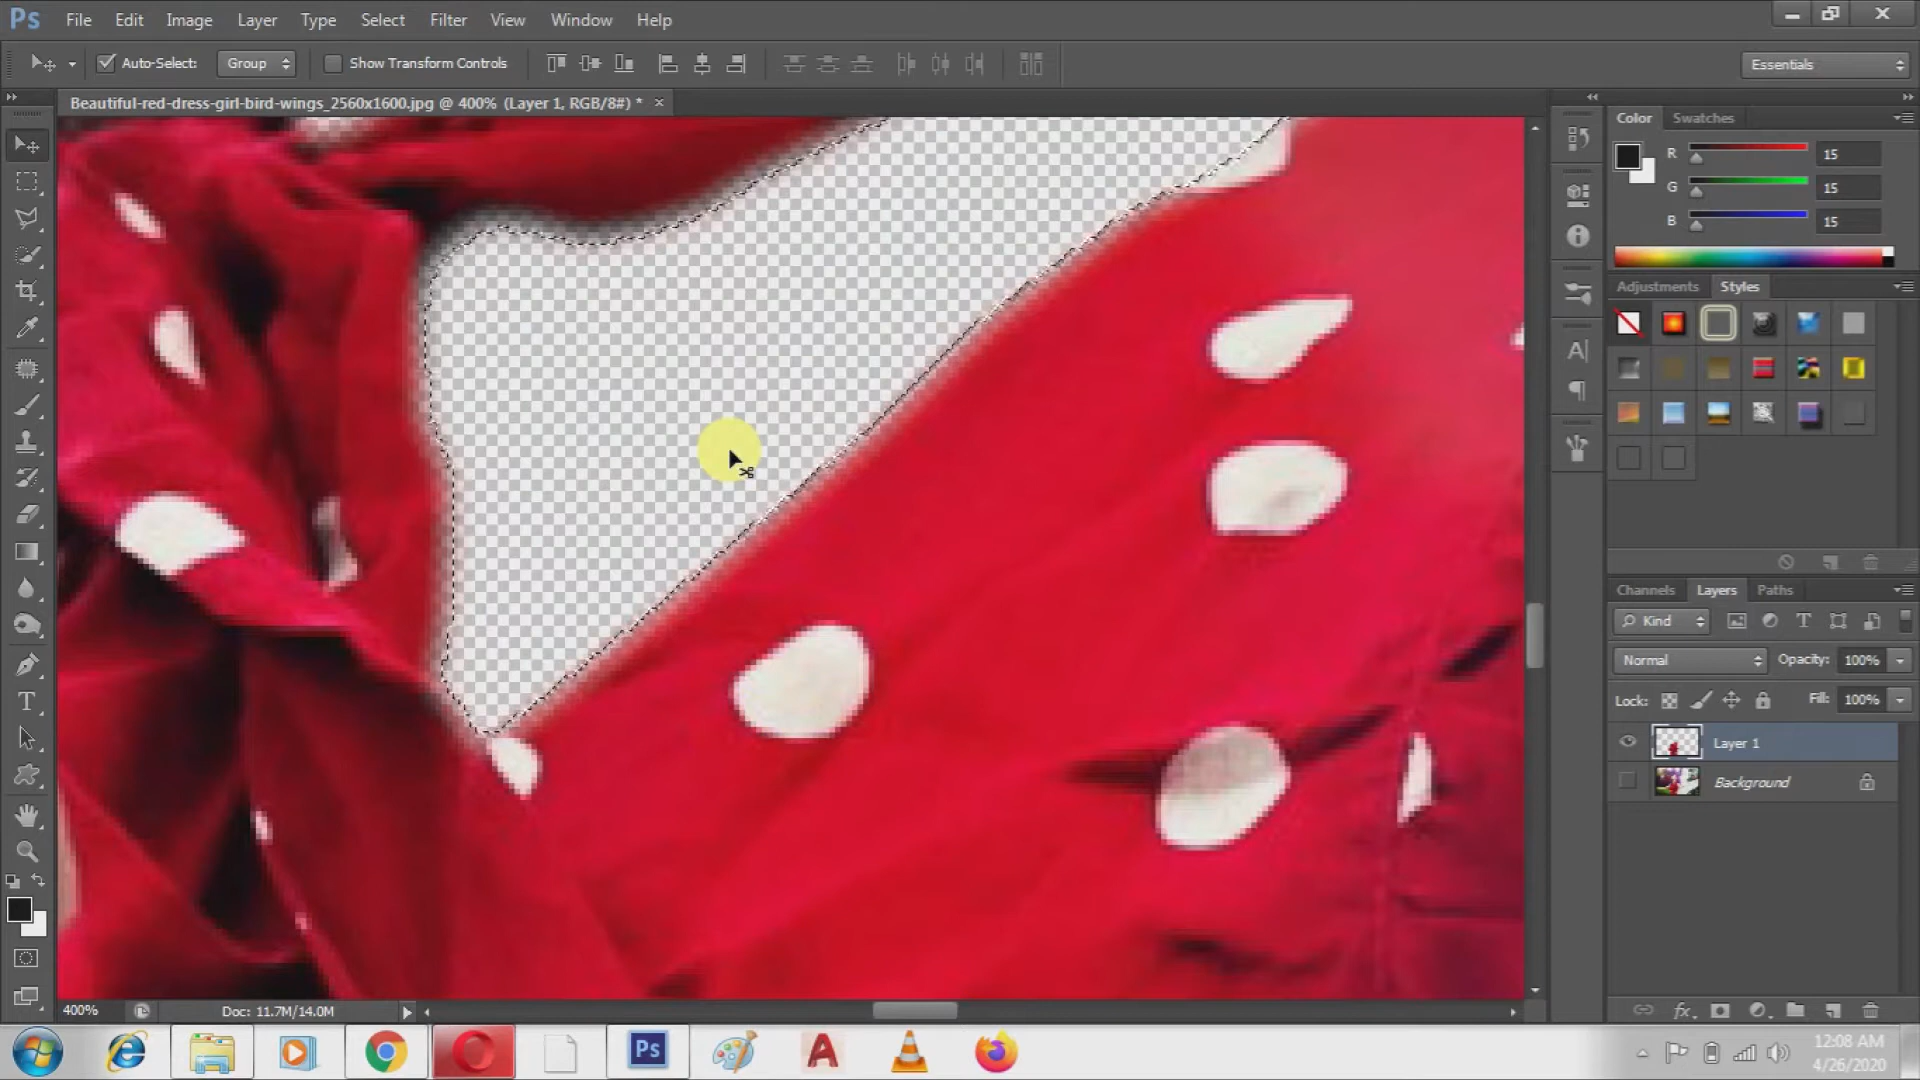 Ps File Edit Image Layer Type Select Filter View Window Help
Auto-Select: Group Show Transform Controls Essentials
Beautiful-red-dress-girl-bird-wings_2560x1600.jpg @ 400% (Layer 1, RGB/8#) *
Color Swatches
R 15
G 15
B 15
Adjustments Styles
Channels Layers Paths
Kind
Normal Opacity: 100%
Lock: Fill: 100%
Layer 1
Background
400% Doc: 11.7M/14.0M
Ps
12:08 AM
4/26/2020